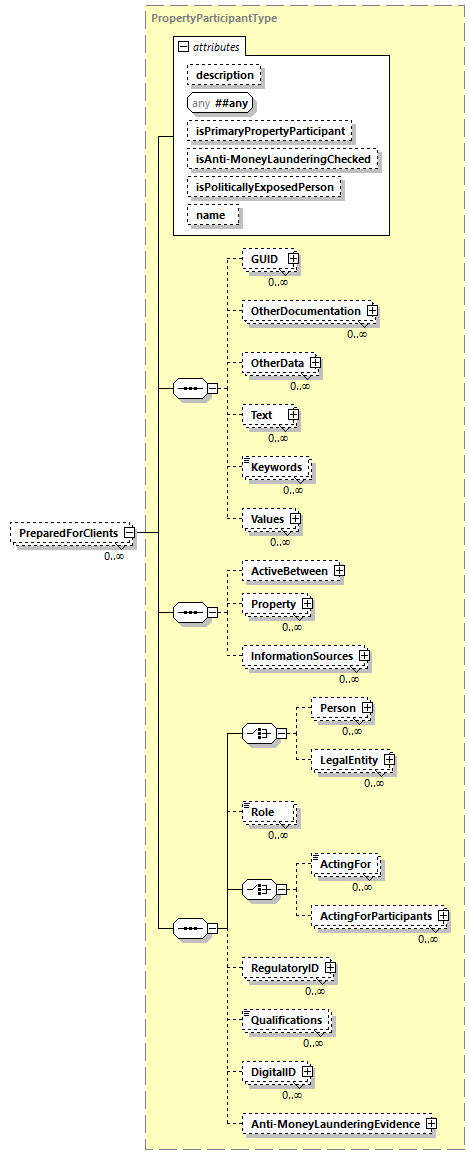 PropertyParticipantType
attributes
description
any ##any
isPrimaryPropertyParticipant
isAnti-MoneyLaunderingChecked
isPoliticallyExposedPerson
name
GUID
0..∞
OtherDocumentation
0..∞
OtherData
0..∞
Text
0..∞
Keywords
0..∞
Values
0..∞
PreparedForClients
0..∞
ActiveBetween
Property
0..∞
InformationSources
0..∞
Person
0..∞
LegalEntity
0..∞
Role
0..∞
ActingFor
0..∞
ActingForParticipants
0..∞
RegulatoryID
0..∞
Qualifications
0..∞
DigitalID
0..∞
Anti-MoneyLaunderingEvidence